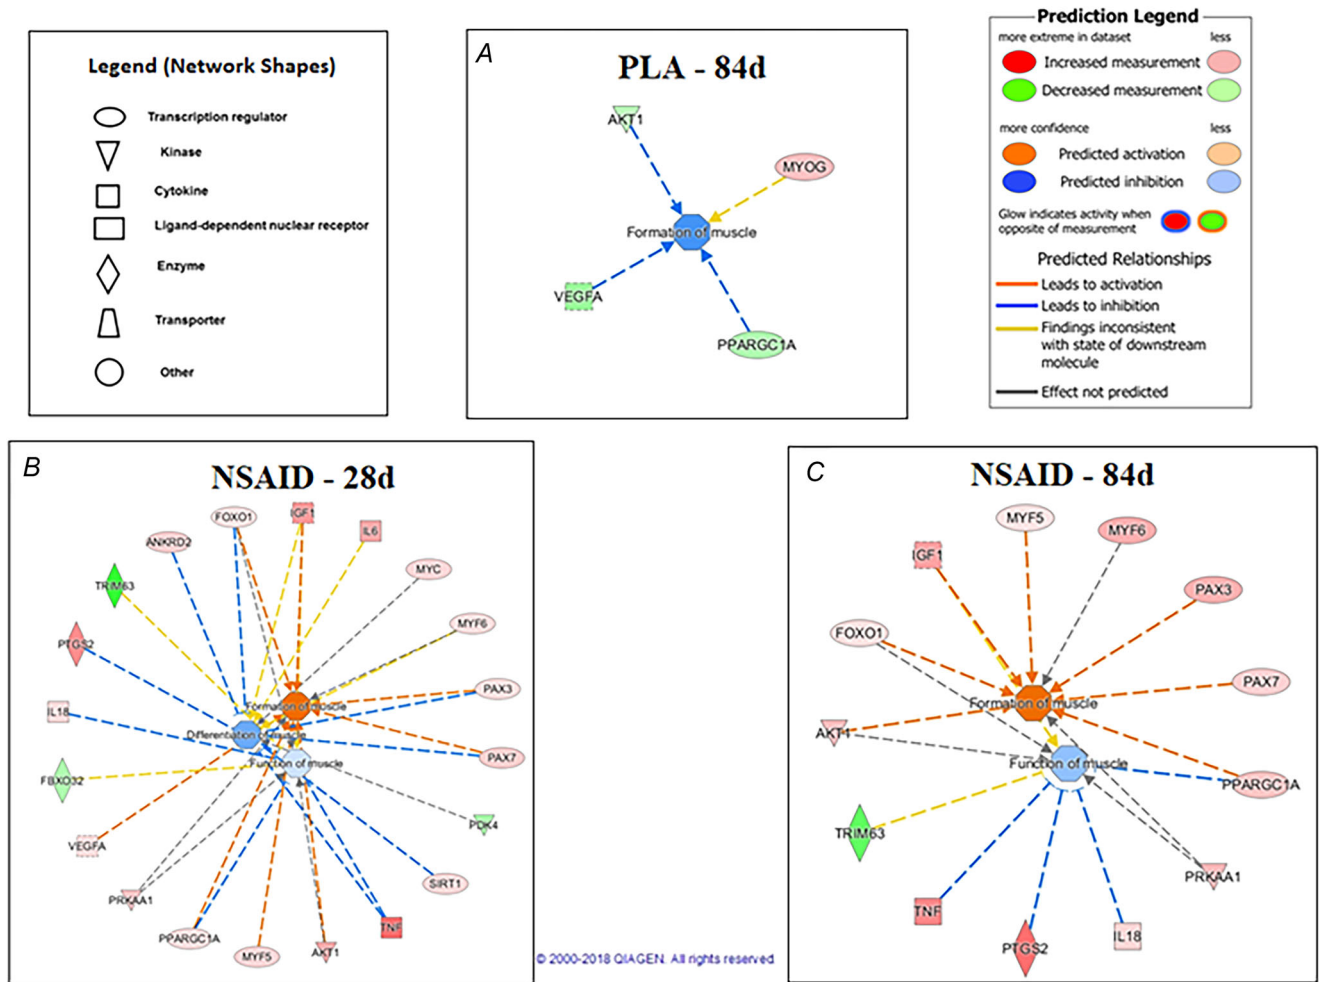 Legend (Network Shapes)
Transcription regulator
Kinase
Cytokine
Ligand-dependent nuclear receptor
Enzyme
Transporter
Other
A
PLA - 84d
AKT1
MYOG
Formation of muscle
VEGFA
PPARGC1A
Prediction Legend
more extreme in dataset less
Increased measurement
Decreased measurement
more confidence less
Predicted activation
Predicted inhibition
Glow indicates activity when
opposite of measurement
Predicted Relationships
Leads to activation
Leads to inhibition
Findings inconsistent
with state of downstream
molecule
Effect not predicted
B
NSAID - 28d
FOXO1
IGF1
IL6
ANKRD2
MYC
TRIM63
MYF6
PTGS2
PAX3
IL18
Formation of muscle
Differentiation of muscle
Function of muscle
PAX7
FBXO32
PDK4
VEGFA
SIRT1
PRKAA1
TNF
PPARGC1A
MYF5
AKT1
© 2000-2018 QIAGEN. All rights reserved
C
NSAID - 84d
MYF5
MYF6
IGF1
PAX3
FOXO1
PAX7
Formation of muscle
AKT1
Function of muscle
PPARGC1A
TRIM63
PRKAA1
TNF
IL18
PTGS2